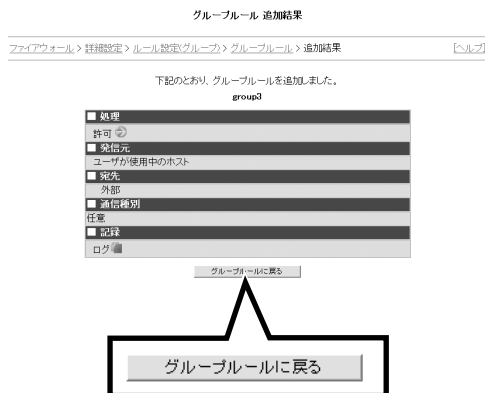 グループルール 追加結果
ファイアウォール > 詳細設定 > ルール設定(グループ) > グループルール > 追加結果 [ヘルプ]
下記のとおり、グループルールを追加しました。
group3
■ 処理
許可
■ 発信元
ユーザが使用中のホスト
■ 宛先
外部
■ 通信種別
任意
■ 記録
ログ
グループルールに戻る
グループルールに戻る